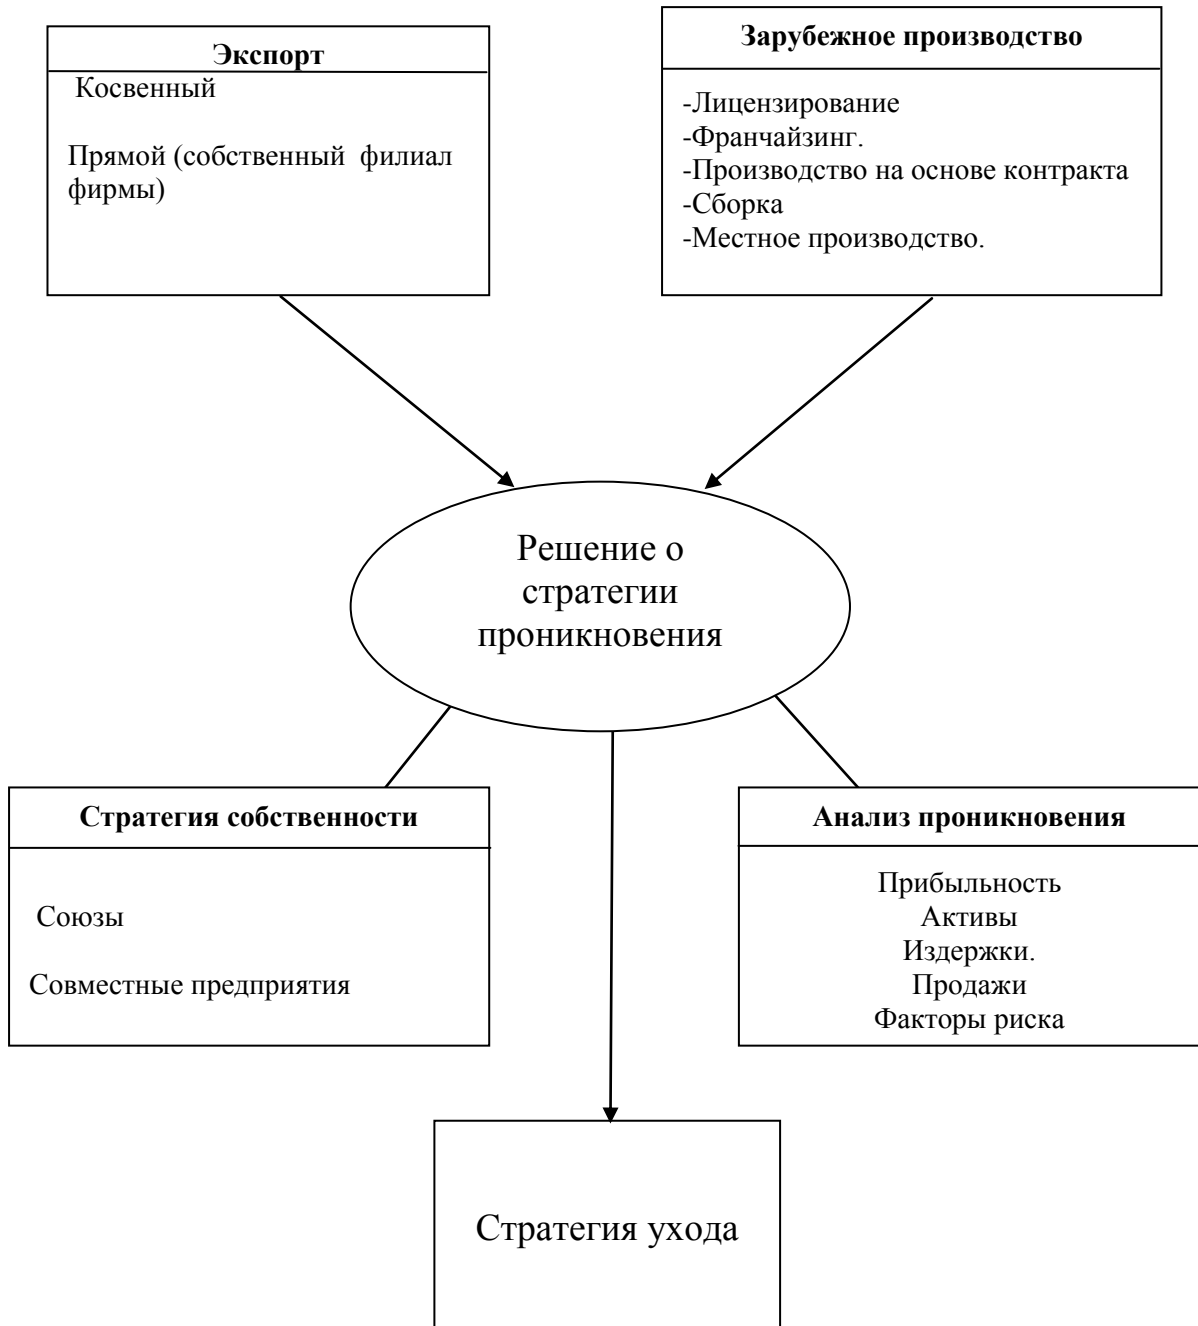 Экспорт
Косвенный
Прямой (собственный филиал
фирмы)
Зарубежное производство
-Лицензирование
-Франчайзинг.
-Производство на основе контракта
-Сборка
-Местное производство.
Решение о
стратегии
проникновения
Стратегия собственности
Союзы
Совместные предприятия
Анализ проникновения
Прибыльность
Активы
Издержки.
Продажи
Факторы риска
Стратегия ухода